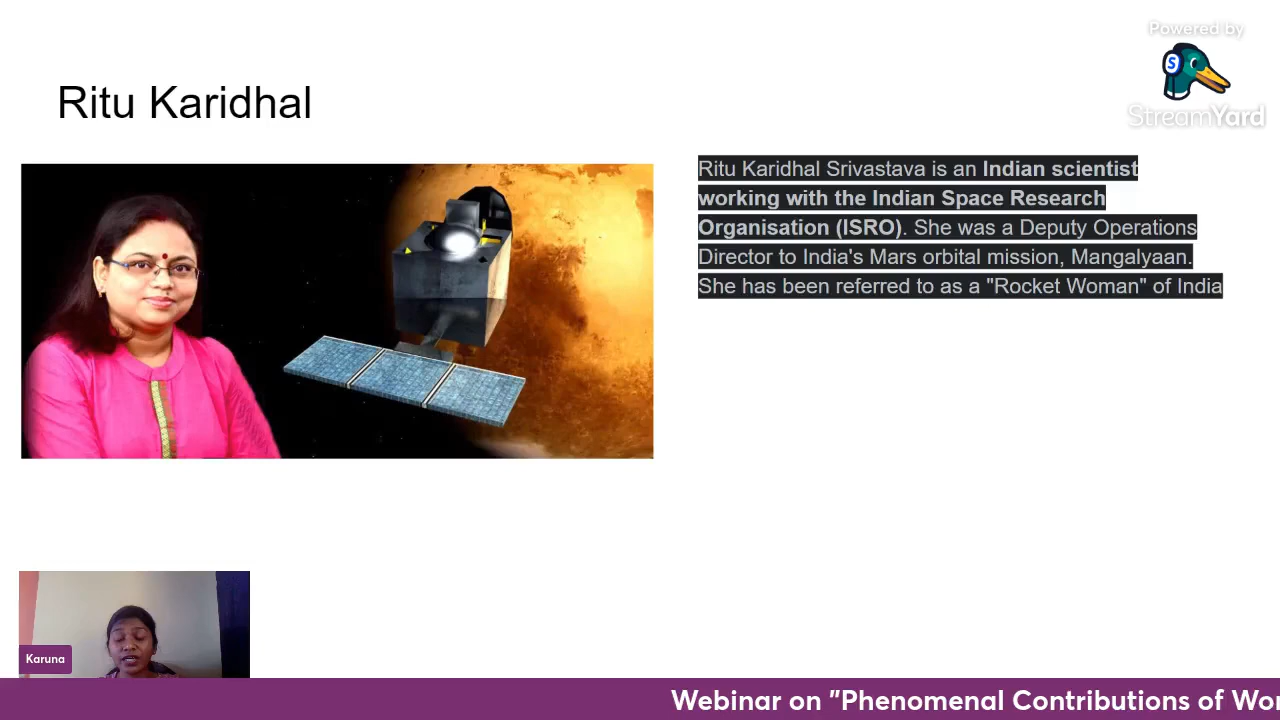 Powered by
StreamYard
Ritu Karidhal
Ritu Karidhal Srivastava is an Indian scientist
working with the Indian Space Research
Organisation (ISRO). She was a Deputy Operations
Director to India's Mars orbital mission, Mangalyaan.
She has been referred to as a "Rocket Woman" of India
Karuna
Webinar on "Phenomenal Contributions of Wo